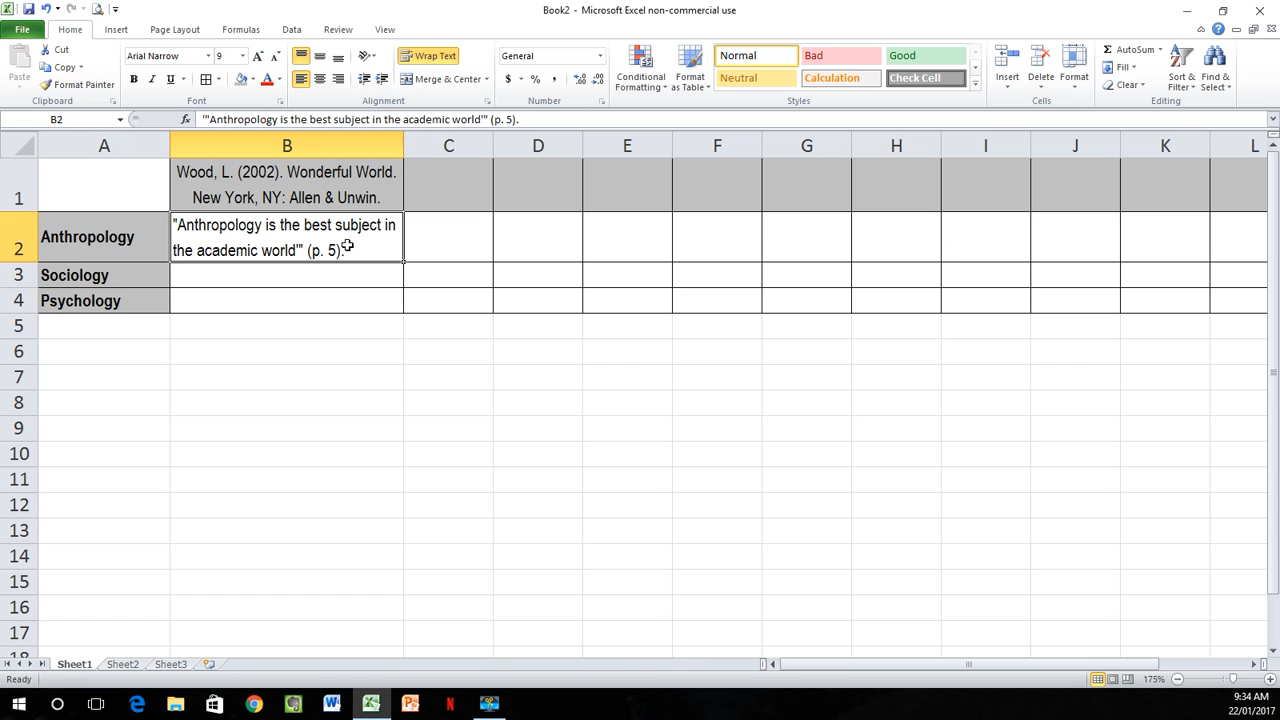 Book2 - Microsoft Excel non-commercial use
File Home Insert Page Layout Formulas Data Review View
Paste
Cut
Copy
Format Painter
Clipboard
Arial Narrow 9 A A
B I U A
Font
Wrap Text
Merge & Center
Alignment
General
$ % , .0 .00
Number
Conditional Formatting
Format as Table
Normal Bad Good
Neutral Calculation Check Cell
Styles
Insert Delete Format
Cells
Σ AutoSum
Fill
Clear
Sort & Filter
Find & Select
Editing
B2 fx '"Anthropology is the best subject in the academic world'" (p. 5).
A B C D E F G H I J K L
1 Wood, L. (2002). Wonderful World.
New York, NY: Allen & Unwin.
2 Anthropology "Anthropology is the best subject in
the academic world'" (p. 5).
3 Sociology
4 Psychology
5
6
7
8
9
10
11
12
13
14
15
16
17
18
Sheet1 Sheet2 Sheet3
Ready 175%
9:34 AM
22/01/2017